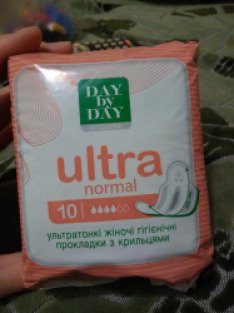 DAY
by
DAY
ultra
normal
10
ультратонкі жіночі гігієнічні
прокладки з крильцями